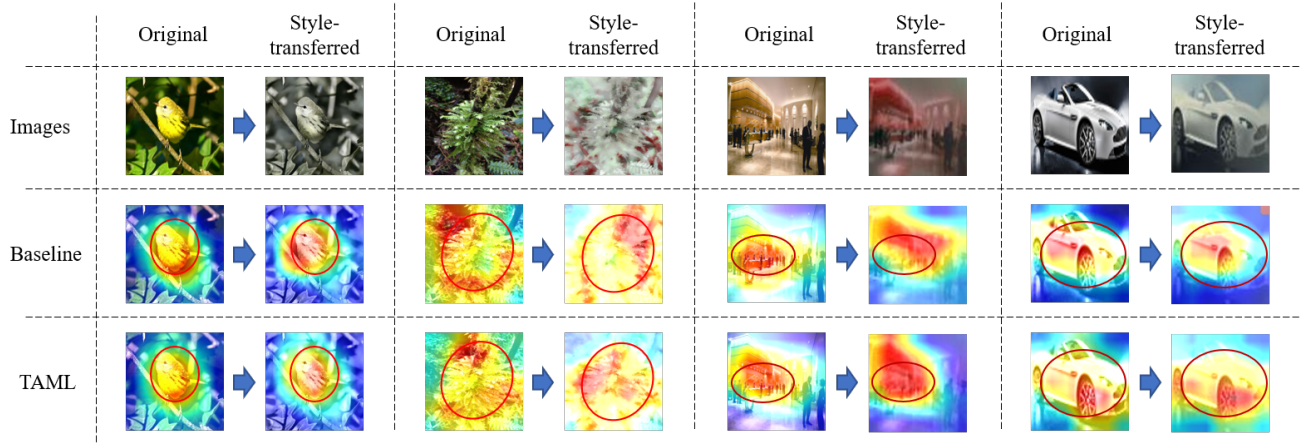 Original
Style-
transferred
Original
Style-
transferred
Original
Style-
transferred
Original
Style-
transferred
Images
Baseline
TAML